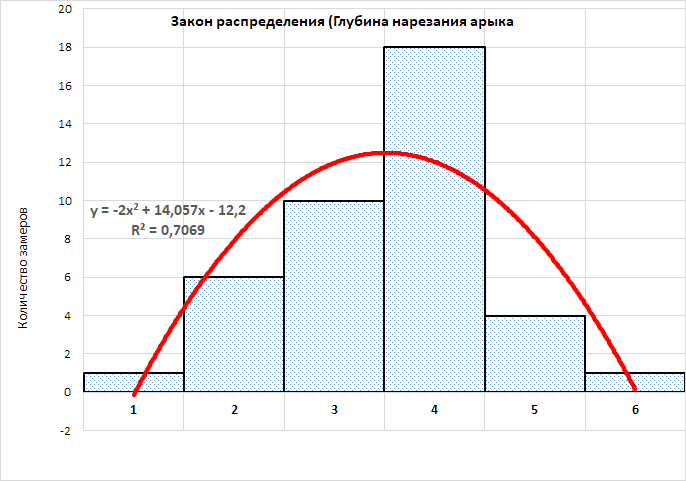 Закон распределения (Глубина нарезания арыка
20
18
16
14
12
10
8
6
4
2
0
-2
Количество замеров
y = -2x² + 14,057x - 12,2
R² = 0,7069
1 2 3 4 5 6